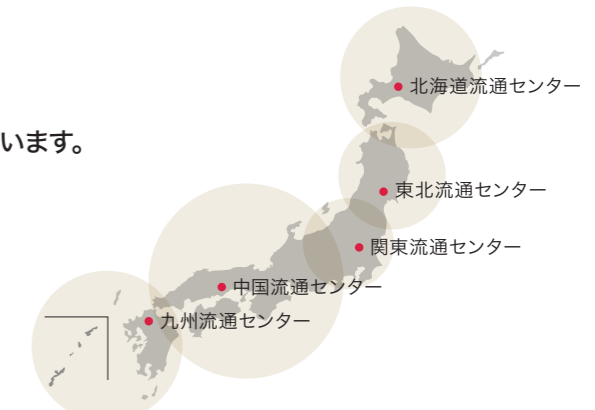 北海道流通センター
います。
東北流通センター
関東流通センター
中国流通センター
九州流通センター